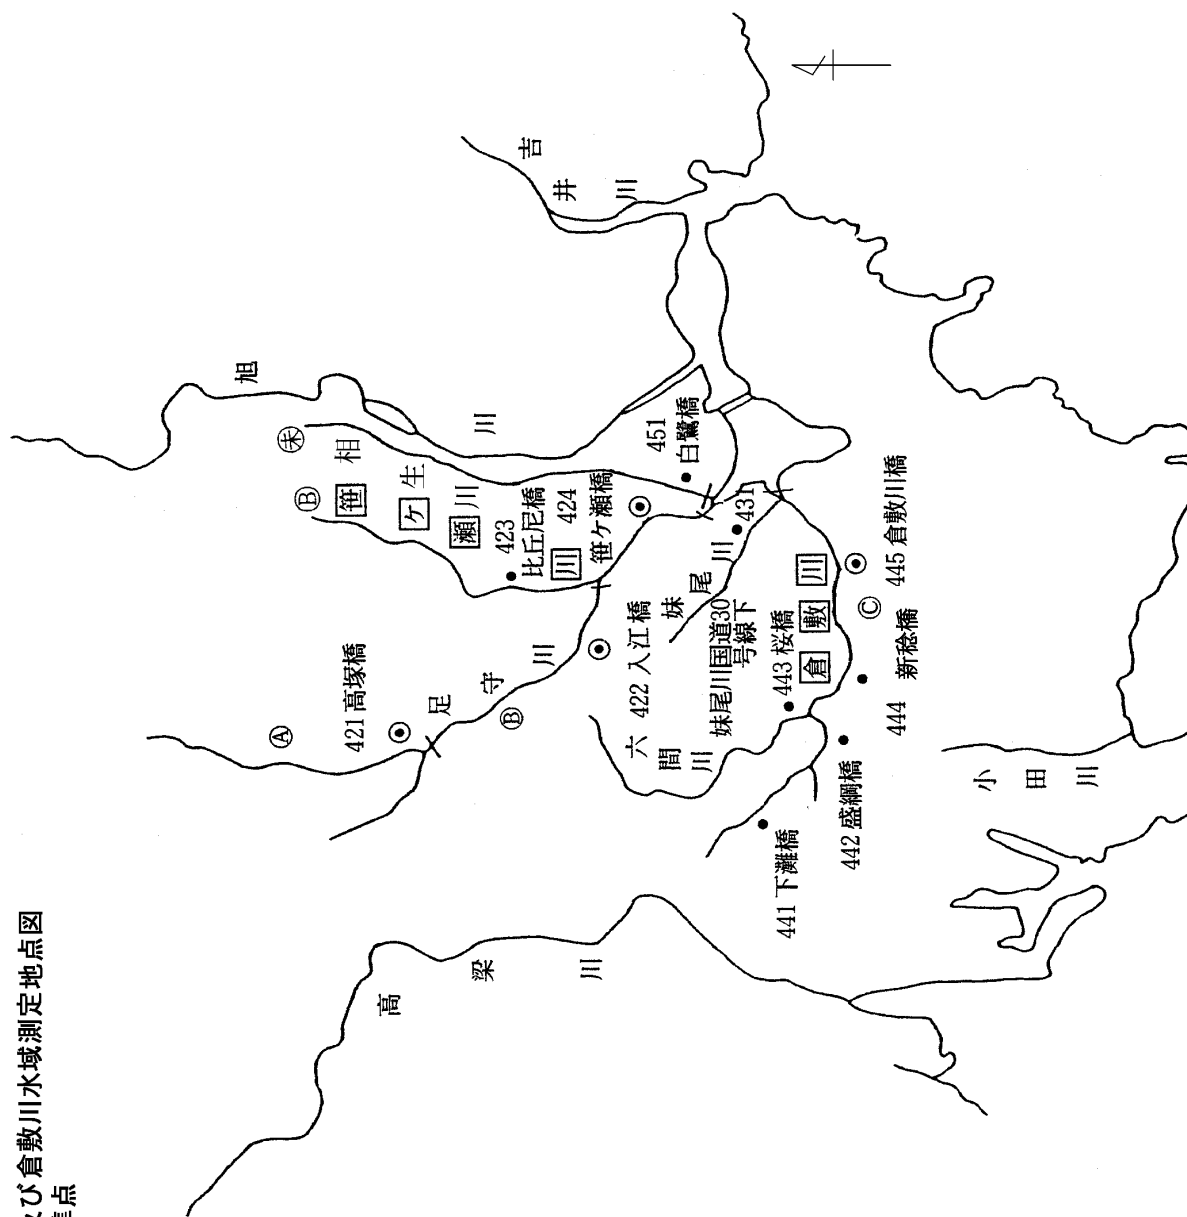 び倉敷川水域測定地点図
点
高梁川
小田川
旭川
吉井川
Ⓐ
421 高塚橋
足守川
Ⓑ
Ⓑ
笹ケ瀬川
㊍
相生川
423
比丘尼橋
424
笹ケ瀬橋
451
白鷺橋
422 入江橋
妹尾川
431
妹尾川国道30
号線下
六間川
443 桜橋
倉敷川
441 下灘橋
442 盛綱橋
444 新稔橋
Ⓒ
445 倉敷川橋